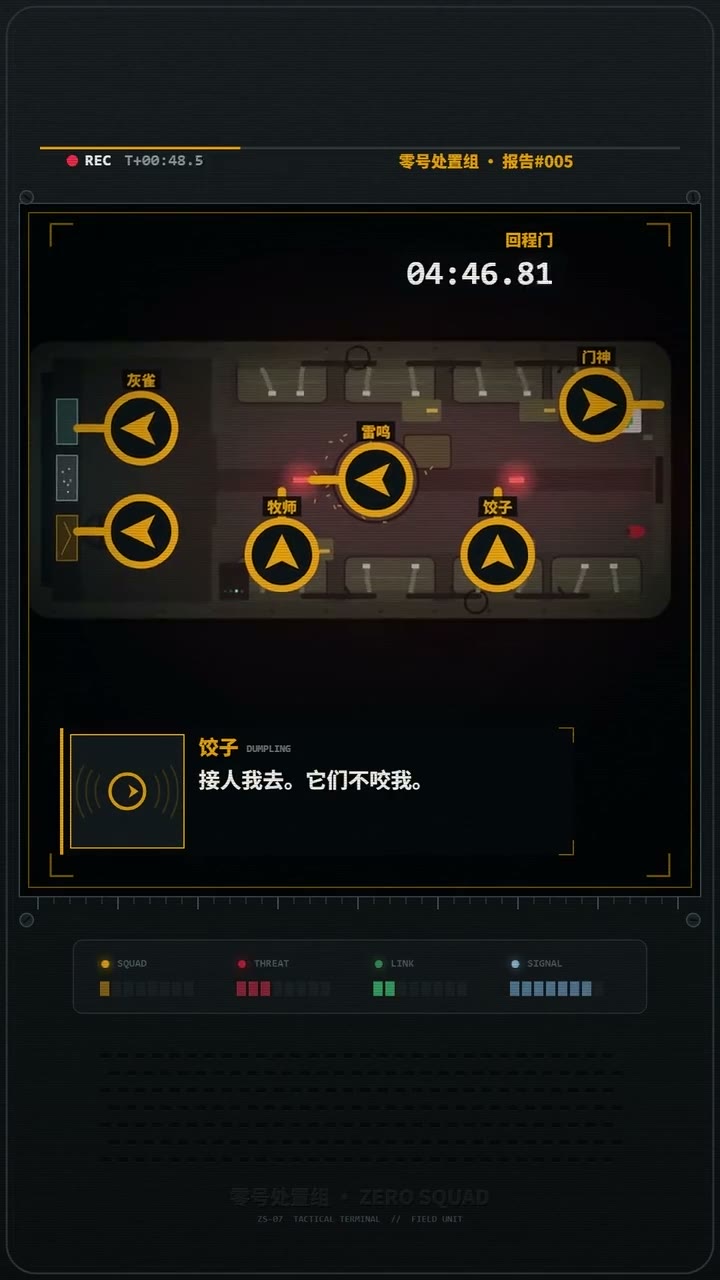 REC T+00:48.5
零号处置组 · 报告#005
回程门
04:46.81
门神
灰雀
雷鸣
牧师
饺子
饺子 DUMPLING
接人我去。它们不咬我。
SQUAD
THREAT
LINK
SIGNAL
零号处置组 · ZERO SQUAD
ZS-07 TACTICAL TERMINAL // FIELD UNIT